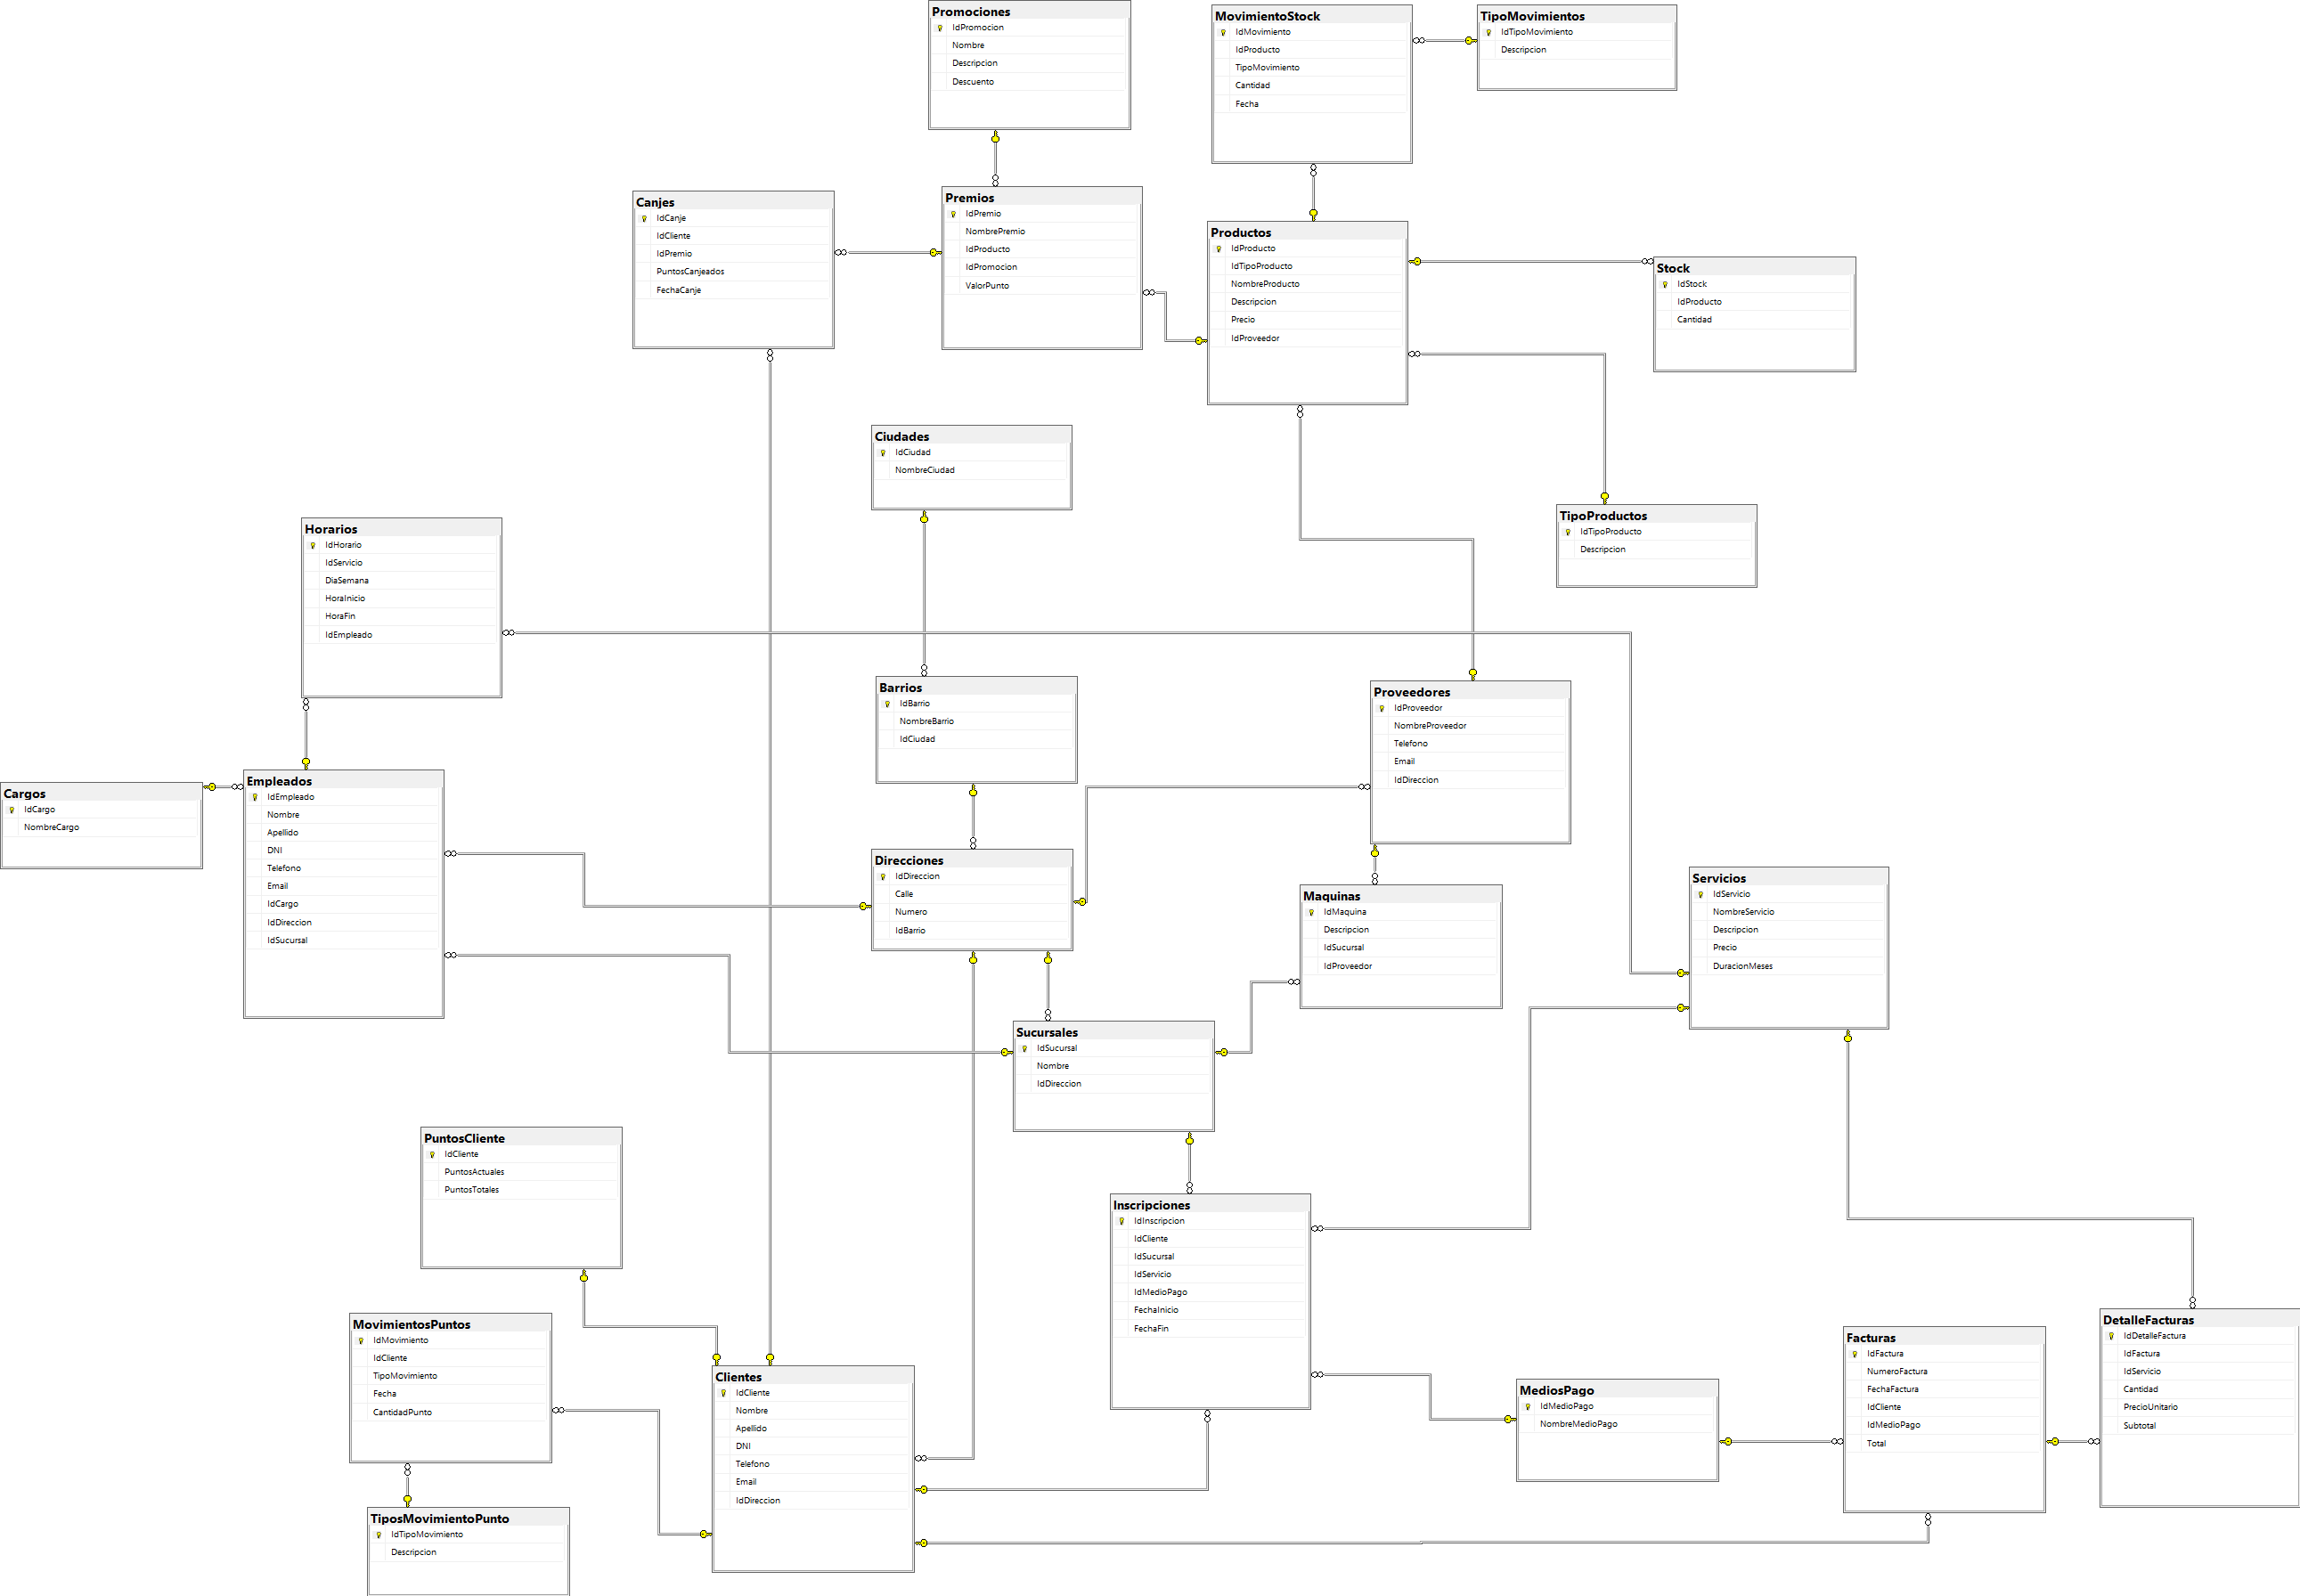 Promociones
IdPromocion
Nombre
Descripcion
Descuento
MovimientoStock
IdMovimiento
IdProducto
TipoMovimiento
Cantidad
Fecha
TipoMovimientos
IdTipoMovimiento
Descripcion
Canjes
IdCanje
IdCliente
IdPremio
PuntosCanjeados
FechaCanje
Premios
IdPremio
NombrePremio
IdProducto
IdPromocion
ValorPunto
Productos
IdProducto
IdTipoProducto
NombreProducto
Descripcion
Precio
IdProveedor
Stock
IdStock
IdProducto
Cantidad
Ciudades
IdCiudad
NombreCiudad
TipoProductos
IdTipoProducto
Descripcion
Horarios
IdHorario
IdServicio
DiaSemana
HoraInicio
HoraFin
IdEmpleado
Barrios
IdBarrio
NombreBarrio
IdCiudad
Proveedores
IdProveedor
NombreProveedor
Telefono
Email
IdDireccion
Cargos
IdCargo
NombreCargo
Empleados
IdEmpleado
Nombre
Apellido
DNI
Telefono
Email
IdCargo
IdDireccion
IdSucursal
Direcciones
IdDireccion
Calle
Numero
IdBarrio
Maquinas
IdMaquina
Descripcion
IdSucursal
IdProveedor
Servicios
IdServicio
NombreServicio
Descripcion
Precio
DuracionMeses
Sucursales
IdSucursal
Nombre
IdDireccion
PuntosCliente
IdCliente
PuntosActuales
PuntosTotales
Inscripciones
IdInscripcion
IdCliente
IdSucursal
IdServicio
IdMedioPago
FechaInicio
FechaFin
MovimientosPuntos
IdMovimiento
IdCliente
TipoMovimiento
Fecha
CantidadPunto
Clientes
IdCliente
Nombre
Apellido
DNI
Telefono
Email
IdDireccion
MediosPago
IdMedioPago
NombreMedioPago
Facturas
IdFactura
NumeroFactura
FechaFactura
IdCliente
IdMedioPago
Total
DetalleFacturas
IdDetalleFactura
IdFactura
IdServicio
Cantidad
PrecioUnitario
Subtotal
TiposMovimientoPunto
IdTipoMovimiento
Descripcion